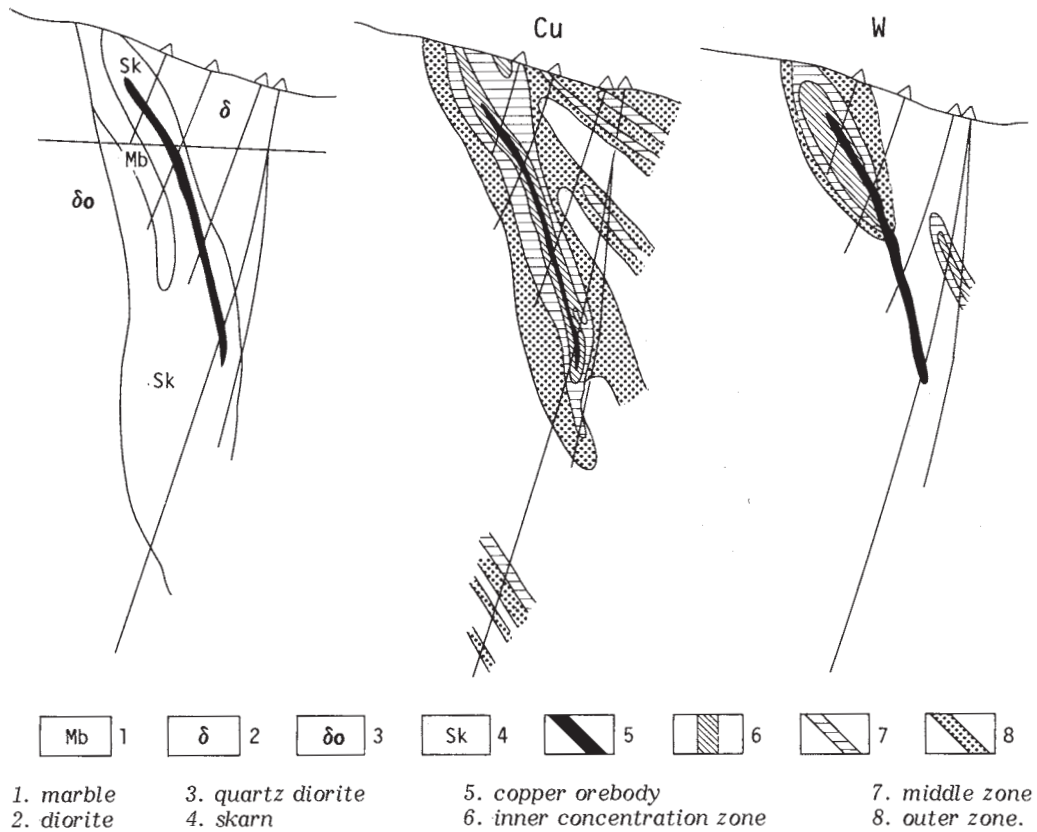 Cu
W
Sk
δ
Mb
δo
Sk
Mb 1 δ 2 δo 3 Sk 4 5 6 7 8
1. marble 3. quartz diorite 5. copper orebody 7. middle zone
2. diorite 4. skarn 6. inner concentration zone 8. outer zone.